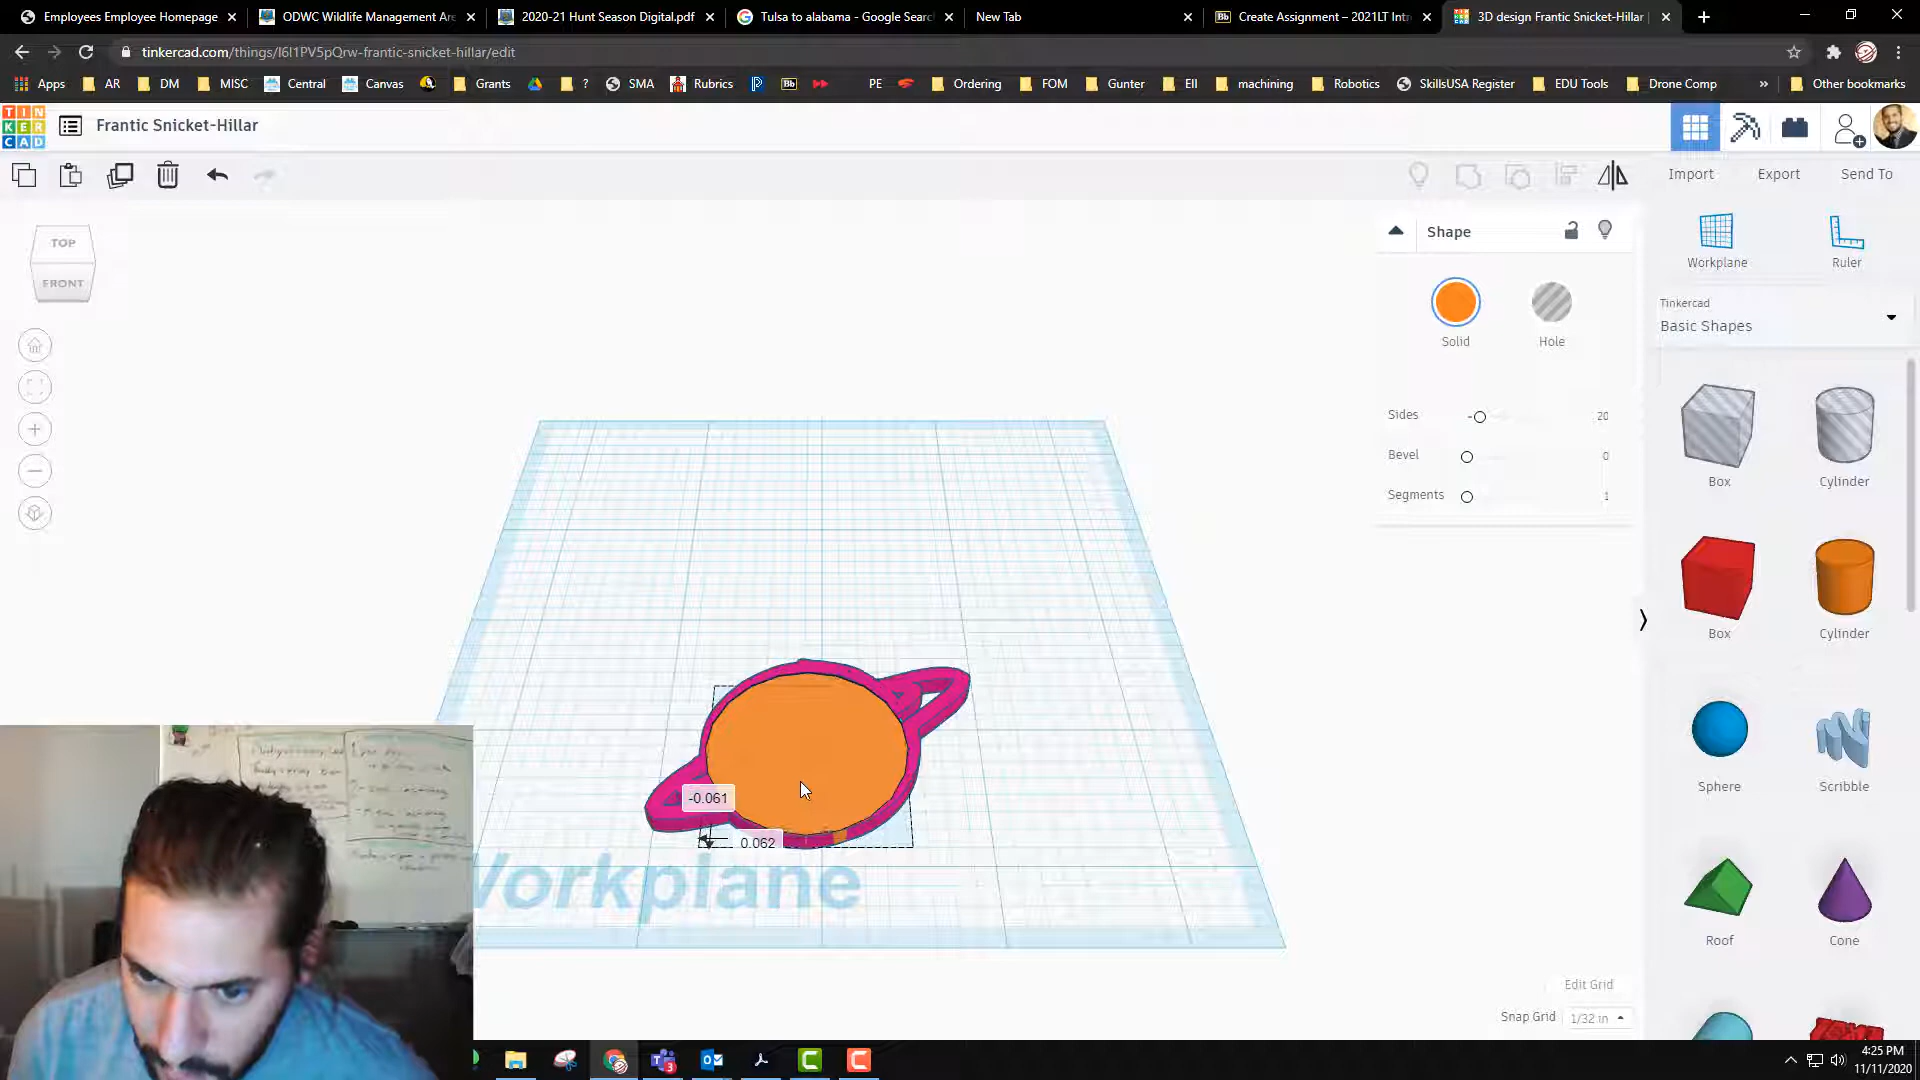 Employees Employee Homepage
ODWC Wildlife Management Are
2020-21 Hunt Season Digital.pdf
Tulsa to alabama - Google Searc
New Tab
Bb Create Assignment – 2021LT Intr
3D design Frantic Snicket-Hillar
tinkercad.com/things/l6l1PV5pQrw-frantic-snicket-hillar/edit
Apps AR DM MISC Central Canvas Grants ? SMA Rubrics P Bb PE Ordering FOM Gunter EII machining Robotics SkillsUSA Register EDU Tools Drone Comp » Other bookmarks
TIN
KER
CAD
Frantic Snicket-Hillar
Import Export Send To
TOP
FRONT
Shape
Workplane Ruler
Solid Hole
Tinkercad
Basic Shapes
Sides 20
Bevel 0
Segments 1
Box Cylinder
Box Cylinder
Sphere Scribble
Roof Cone
-0.061
0.062
Workplane
Edit Grid
Snap Grid 1/32 in
4:25 PM
11/11/2020